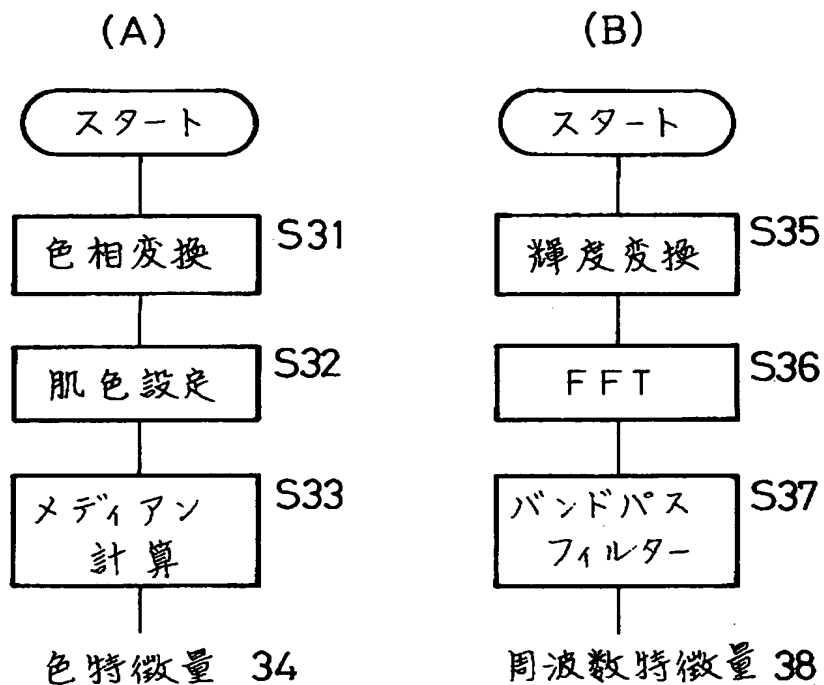 (A)
スタート
色相変換
S31
肌色設定
S32
メディアン
計算
S33
色特徴量 34
(B)
スタート
輝度変換
S35
FFT
S36
バンドパス
フィルター
S37
周波数特徴量 38